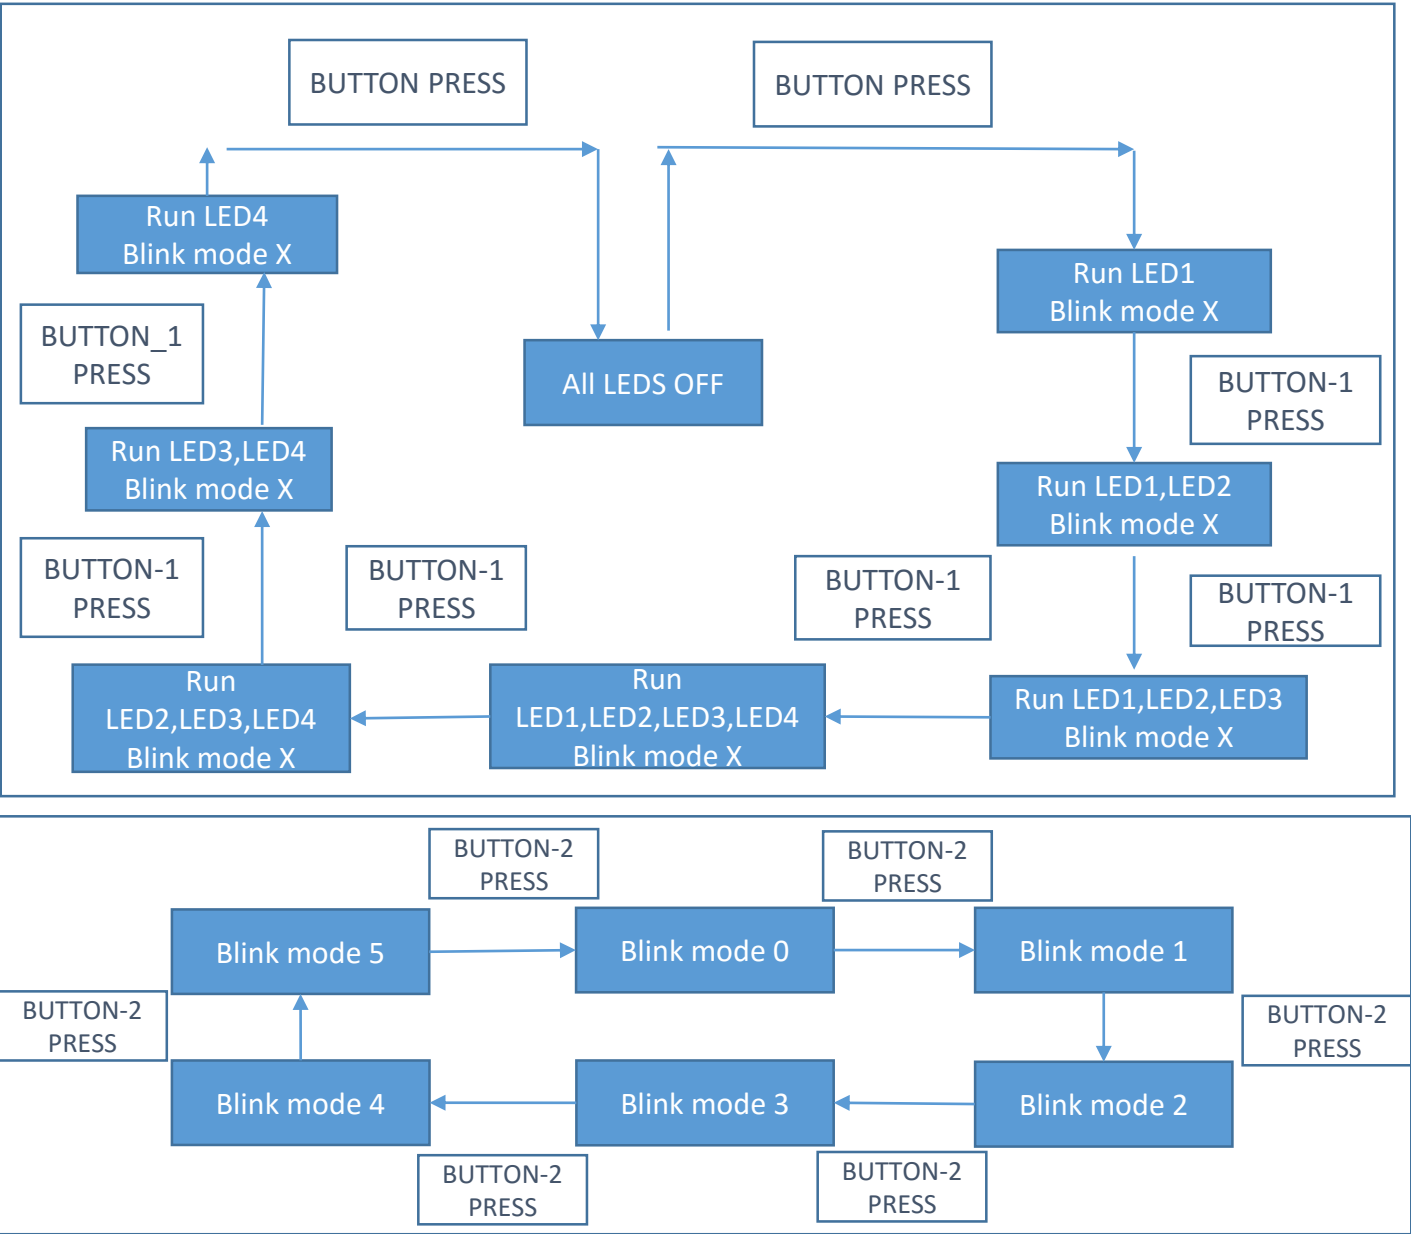 BUTTON PRESS
BUTTON PRESS
Run LED4
Blink mode X
Run LED1
Blink mode X
BUTTON_1
PRESS
All LEDS OFF
BUTTON-1
PRESS
Run LED3,LED4
Blink mode X
Run LED1,LED2
Blink mode X
BUTTON-1
PRESS
BUTTON-1
PRESS
BUTTON-1
PRESS
BUTTON-1
PRESS
Run
LED2,LED3,LED4
Blink mode X
Run
LED1,LED2,LED3,LED4
Blink mode X
Run LED1,LED2,LED3
Blink mode X
BUTTON-2
PRESS
BUTTON-2
PRESS
Blink mode 5
Blink mode 0
Blink mode 1
BUTTON-2
PRESS
BUTTON-2
PRESS
Blink mode 4
Blink mode 3
Blink mode 2
BUTTON-2
PRESS
BUTTON-2
PRESS